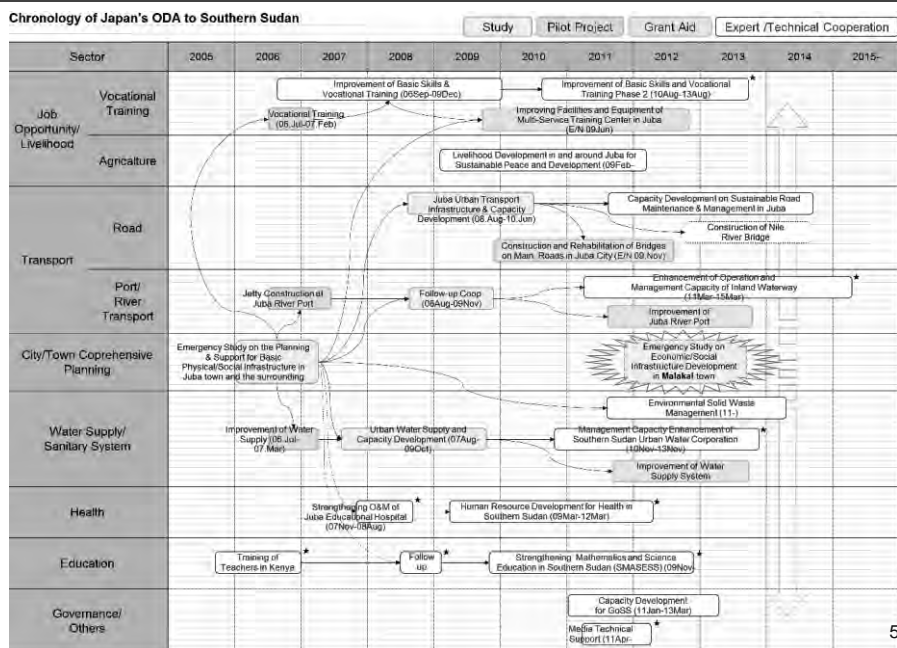 Chronology of Japan's ODA to Southern Sudan
Study
Pilot Project
Grant Aid
Expert /Technical Cooperation
Sector
2005
2006
2007
2008
2009
2010
2011
2012
2013
2014
2015--
Job
Opportunity/
Livelihood
Vocational
Training
Improvement of Basic Skills &
Vocational Training (06Sep-09Dec)
Improvement of Basic Skills and Vocational
Training Phase 2 (10Aug-13Aug)
Vocational Training
(06.Jul-07.Feb)
Improving Facilities and Equipment of
Multi-Service Training Center in Juba
(E/N 09Jun)
Agriculture
Livelihood Development in and around Juba for
Sustainable Peace and Development (09Feb-
Transport
Road
Juba Urban Transport
Infrastructure & Capacity
Development (08.Aug-10.Jun)
Capacity Development on Sustainable Road
Maintenance & Management in Juba
Construction of Nile
River Bridge
Construction and Rehabilitation of Bridges
on Main. Roads in Juba City (E/N 09.Nov)
Port/
River
Transport
Jetty Construction of
Juba River Port
Follow-up Coop
(08Aug-09Nov)
Enhancement of Operation and
Management Capacity of Inland Waterway
(11Mar-15Mar)
Improvement of
Juba River Port
City/Town Coprehensive
Planning
Emergency Study on the Planning
& Support for Basic
Physical/Social Infrastructure in
Juba town and the surrounding
Emergency Study on
Economic/Social
Infrastructure Development
in Malakal town
Water Supply/
Sanitary System
Environmental Solid Waste
Management (11-)
Improvement of Water
Supply (06.Jul-
07.Mar)
Urban Water Supply and
Capacity Development (07Aug-
09Oct)
Management Capacity Enhancement of
Southern Sudan Urban Water Corporation
(10Nov-13Nov)
Improvement of Water
Supply System
Health
Strengthening O&M of
Juba Educational Hospital
(07Nov-08Aug)
Human Resource Development for Health in
Southern Sudan (09Mar-12Mar)
Education
Training of
Teachers in Kenya
Follow
up
Strengthening Mathematics and Science
Education in Southern Sudan (SMASESS) (09Nov-
Governance/
Others
Capacity Development
for GoSS (11Jan-13Mar)
Media Technical
Support (11Apr-
5